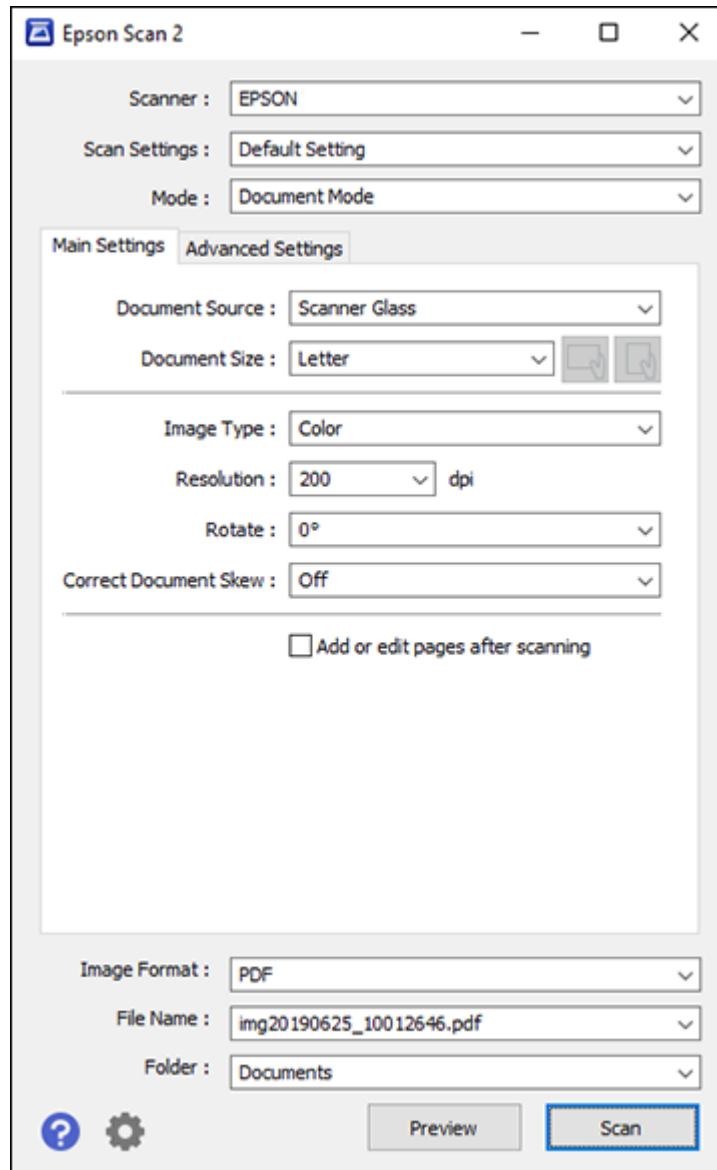 Epson Scan 2
Scanner : EPSON
Scan Settings : Default Setting
Mode : Document Mode
Main Settings Advanced Settings
Document Source : Scanner Glass
Document Size : Letter
Image Type : Color
Resolution : 200 dpi
Rotate : 0°
Correct Document Skew : Off
Add or edit pages after scanning
Image Format : PDF
File Name : img20190625_10012646.pdf
Folder : Documents
? Preview Scan